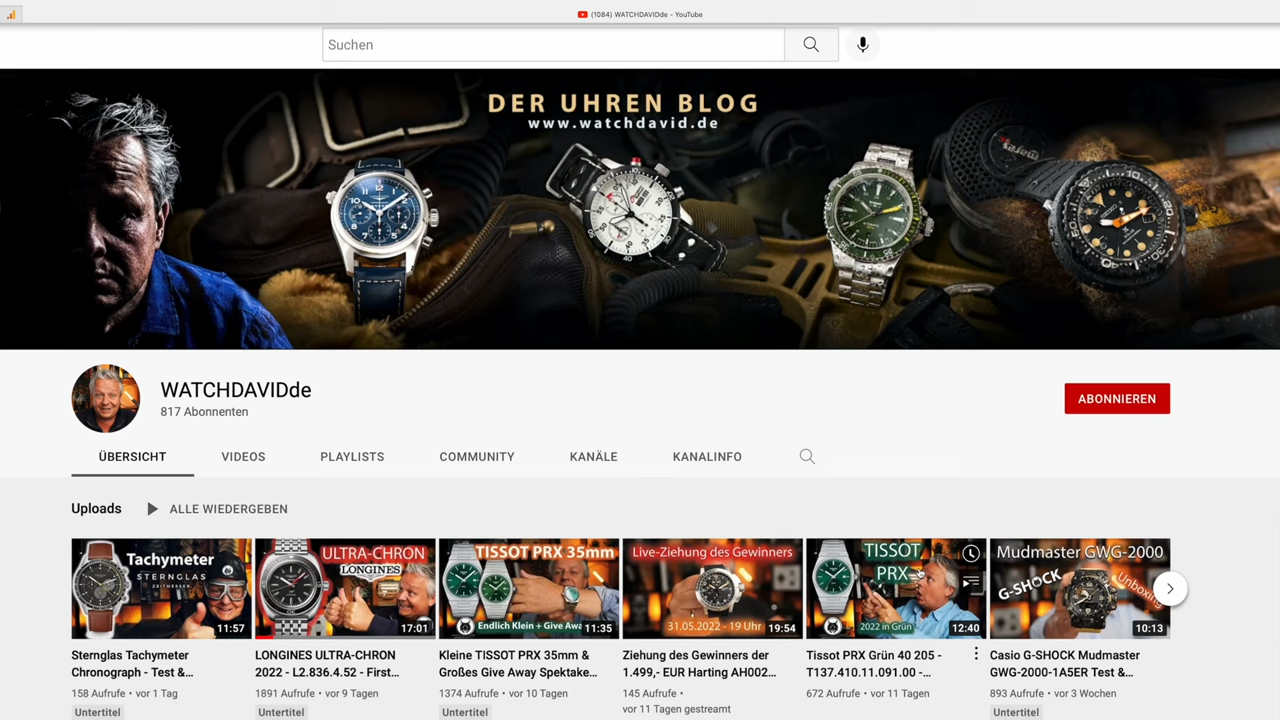 (1084) WATCHDAVIDde - YouTube
Suchen
DER UHREN BLOG
www.watchdavid.de
WATCHDAVIDde
817 Abonnenten
ABONNIEREN
ÜBERSICHT
VIDEOS
PLAYLISTS
COMMUNITY
KANÄLE
KANALINFO
Uploads
ALLE WIEDERGEBEN
Tachymeter
STERNGLAS
ZEITMESSER
11:57
ULTRA-CHRON
LONGINES
17:01
TISSOT PRX 35mm
Endlich Klein + Give Awa
11:35
Live-Ziehung des Gewinners
31.05.2022 - 19 Uhr
19:54
TISSOT
PRX
2022 in Grün
12:40
Mudmaster GWG-2000
G-SHOCK
Unboxing
10:13
Sternglas Tachymeter
Chronograph - Test &...
158 Aufrufe • vor 1 Tag
Untertitel
LONGINES ULTRA-CHRON
2022 - L2.836.4.52 - First...
1891 Aufrufe • vor 9 Tagen
Untertitel
Kleine TISSOT PRX 35mm &
Großes Give Away Spektake...
1374 Aufrufe • vor 10 Tagen
Untertitel
Ziehung des Gewinners der
1.499,- EUR Harting AH002...
145 Aufrufe •
vor 11 Tagen gestreamt
Tissot PRX Grün 40 205 -
T137.410.11.091.00 -...
672 Aufrufe • vor 11 Tagen
Casio G-SHOCK Mudmaster
GWG-2000-1A5ER Test &...
893 Aufrufe • vor 3 Wochen
Untertitel